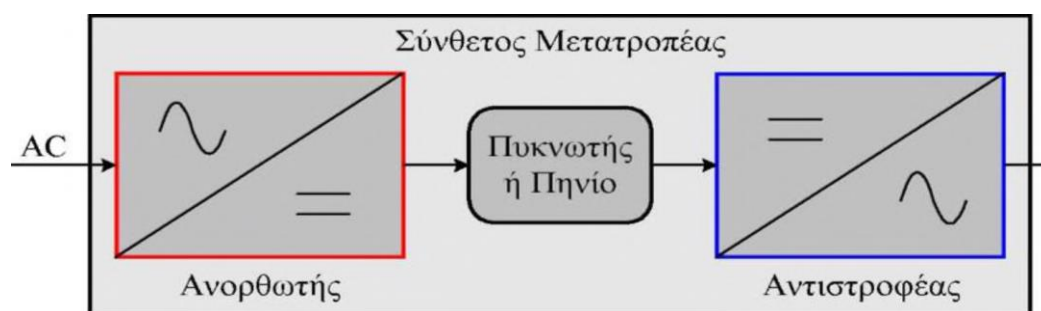 Σύνθετος Μετατροπέας
AC
Πυκνωτής
ή Πηνίο
Ανορθωτής
Αντιστροφέας